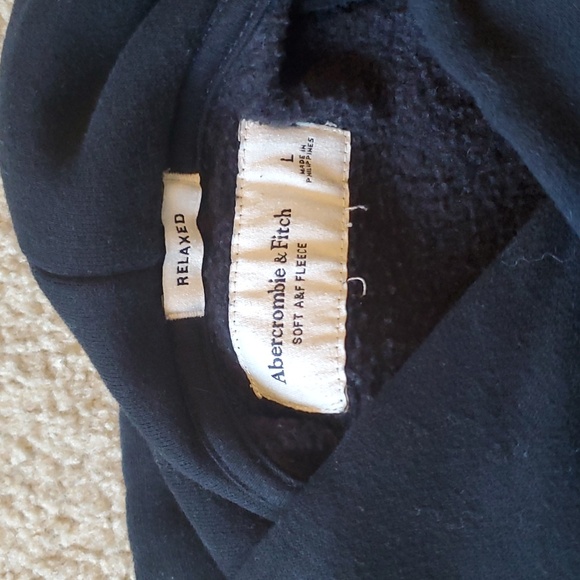 RELAXED
Abercrombie & Fitch
SOFT A&F FLEECE
L
MADE IN
PHILIPPINES